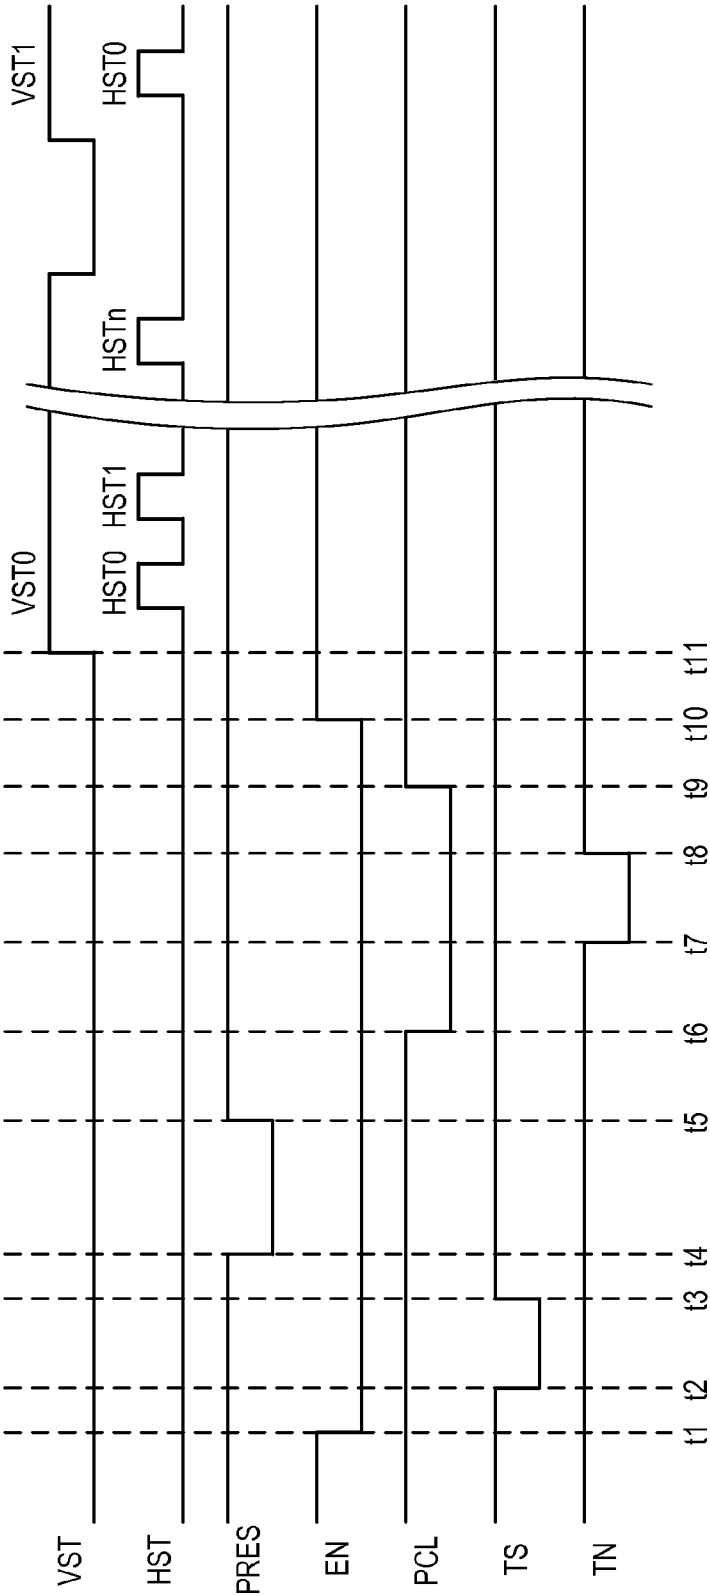 VST
HST
PRES
EN
PCL
TS
TN
VST0
VST1
HST0
HST1
HSTn
HST0
t1
t2
t3
t4
t5
t6
t7
t8
t9
t10
t11